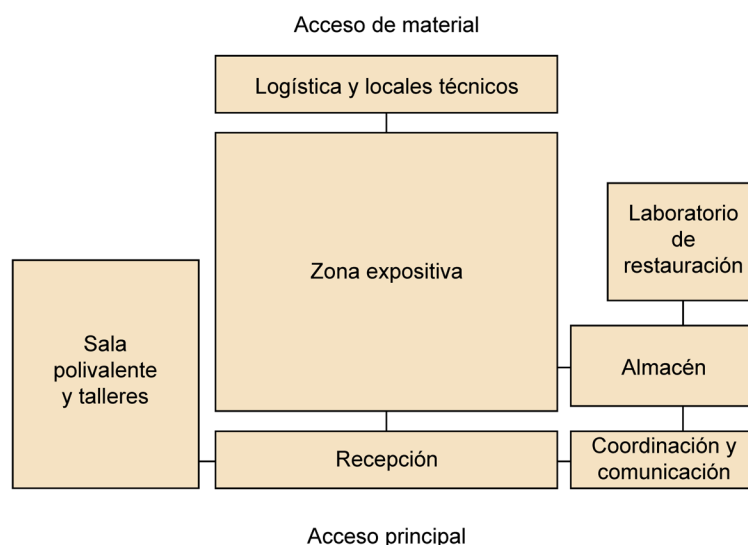 Acceso de material
Logística y locales técnicos
Zona expositiva
Laboratorio
de
restauración
Sala
polivalente
y talleres
Almacén
Recepción
Coordinación y
comunicación
Acceso principal